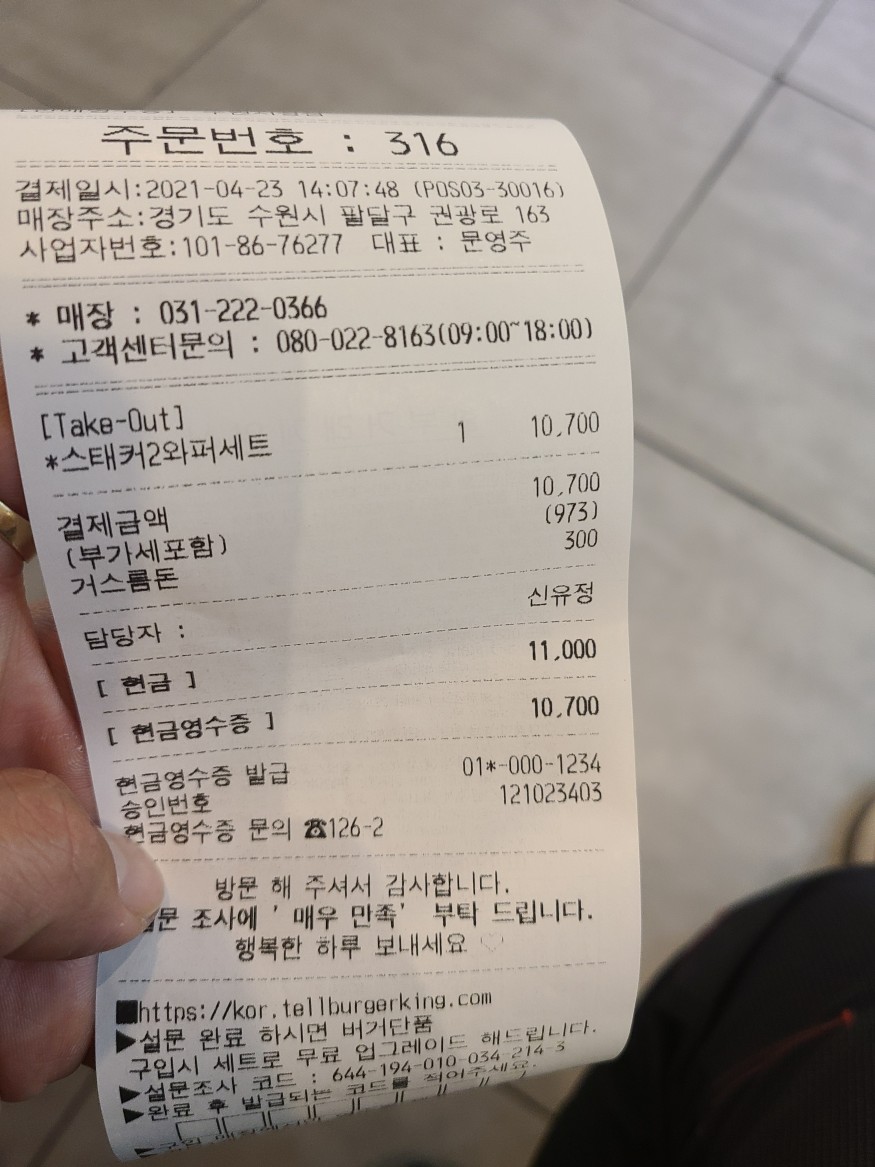 주문번호 : 316
결제일시:2021-04-23 14:07:48 (POS03-30016)
매장주소:경기도 수원시 팔달구 권광로 163
사업자번호:101-86-76277 대표 : 문영주
* 매장 : 031-222-0366
* 고객센터문의 : 080-022-8163(09:00~18:00)
[Take-Out]
*스태커2와퍼세트 1 10,700
결제금액 10,700
(부가세포함) (973)
거스름돈 300
담당자 : 신유정
[ 현금 ] 11,000
[ 현금영수증 ] 10,700
현금영수증 발급 01*-000-1234
승인번호 121023403
현금영수증 문의 ☎126-2
방문 해 주셔서 감사합니다.
조사에 ' 매우 만족' 부탁 드립니다.
행복한 하루 보내세요 ♡
■https://kor.tellburgerking.com
▶설문 완료 하시면 버거단품
구입시 세트로 무료 업그레이드 해드립니다.
▶설문조사 코드 : 644-194-010-034-214-3
▶완료 후 발급되는 코드를 적어주세요.